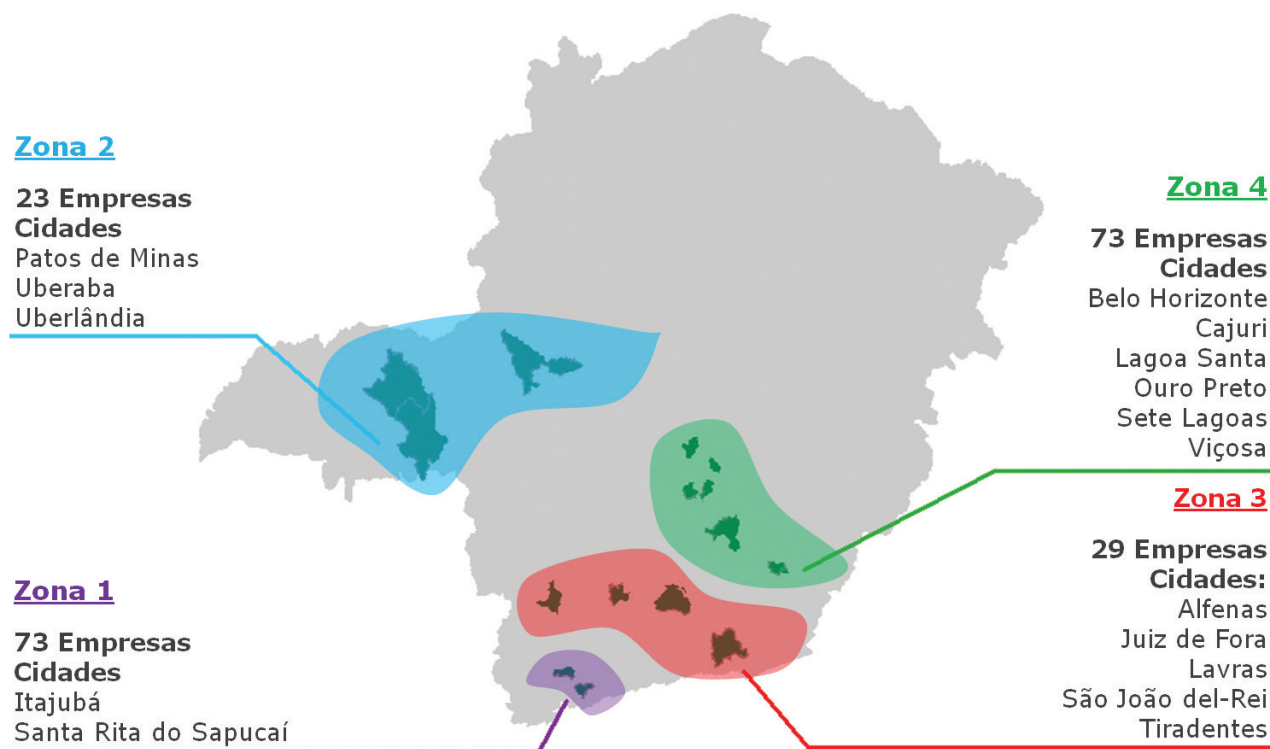 Zona 2
23 Empresas
Cidades
Patos de Minas
Uberaba
Uberlândia
Zona 4
73 Empresas
Cidades
Belo Horizonte
Cajuri
Lagoa Santa
Ouro Preto
Sete Lagoas
Viçosa
Zona 1
73 Empresas
Cidades
Itajubá
Santa Rita do Sapucaí
Zona 3
29 Empresas
Cidades:
Alfenas
Juiz de Fora
Lavras
São João del-Rei
Tiradentes